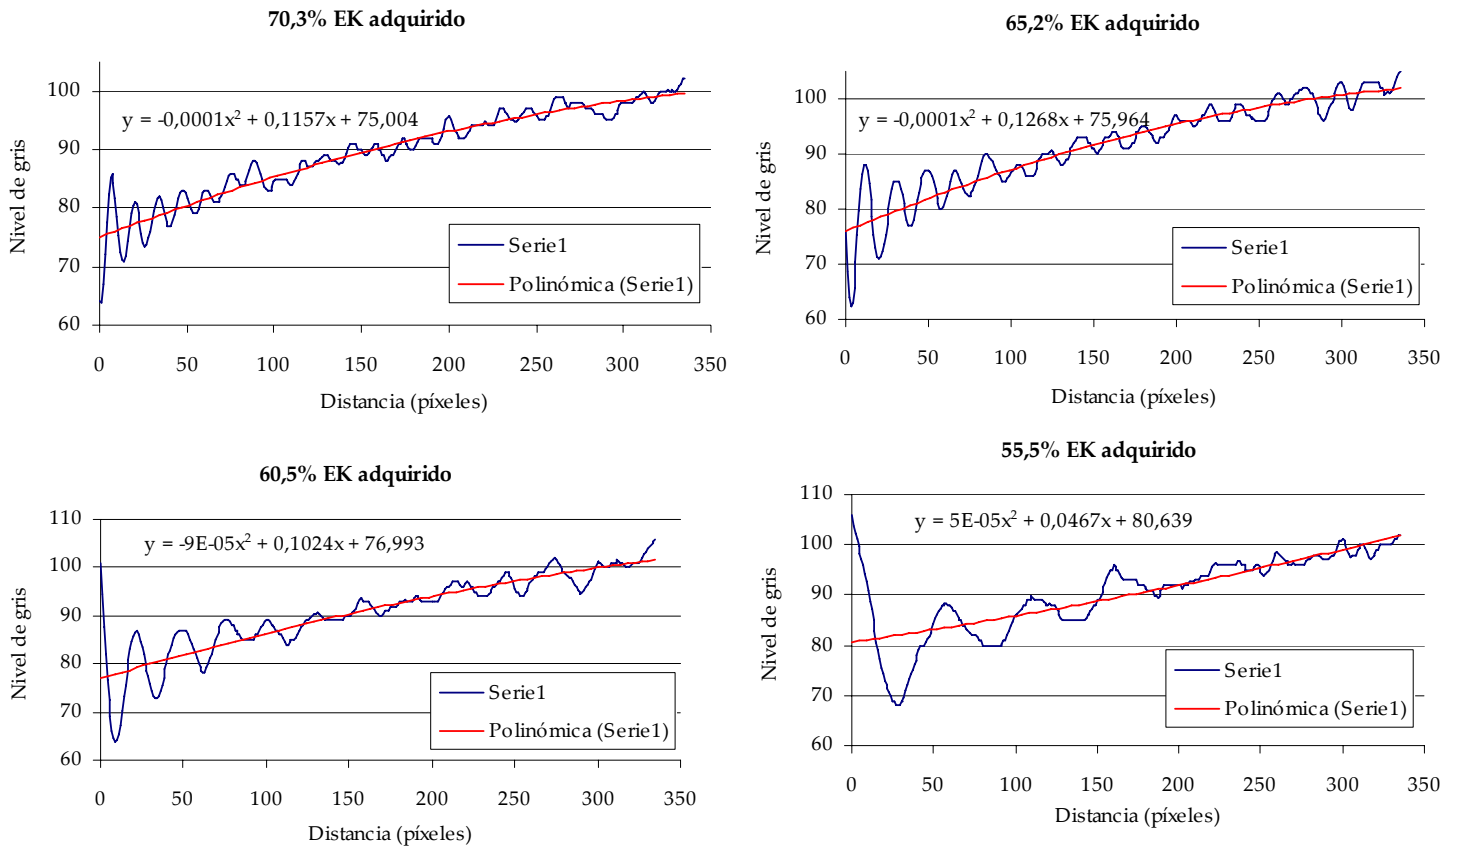 70,3% EK adquirido
100
90
80
70
60
y = -0,0001x² + 0,1157x + 75,004
Nivel de gris
Serie1
Polinómica (Serie1)
0 50 100 150 200 250 300 350
Distancia (píxeles)
65,2% EK adquirido
100
90
80
70
60
y = -0,0001x² + 0,1268x + 75,964
Nivel de gris
Serie1
Polinómica (Serie1)
0 50 100 150 200 250 300 350
Distancia (píxeles)
60,5% EK adquirido
110
100
90
80
70
60
y = -9E-05x² + 0,1024x + 76,993
Nivel de gris
Serie1
Polinómica (Serie1)
0 50 100 150 200 250 300 350
Distancia (píxeles)
55,5% EK adquirido
110
100
90
80
70
60
y = 5E-05x² + 0,0467x + 80,639
Nivel de gris
Serie1
Polinómica (Serie1)
0 50 100 150 200 250 300 350
Distancia (píxeles)